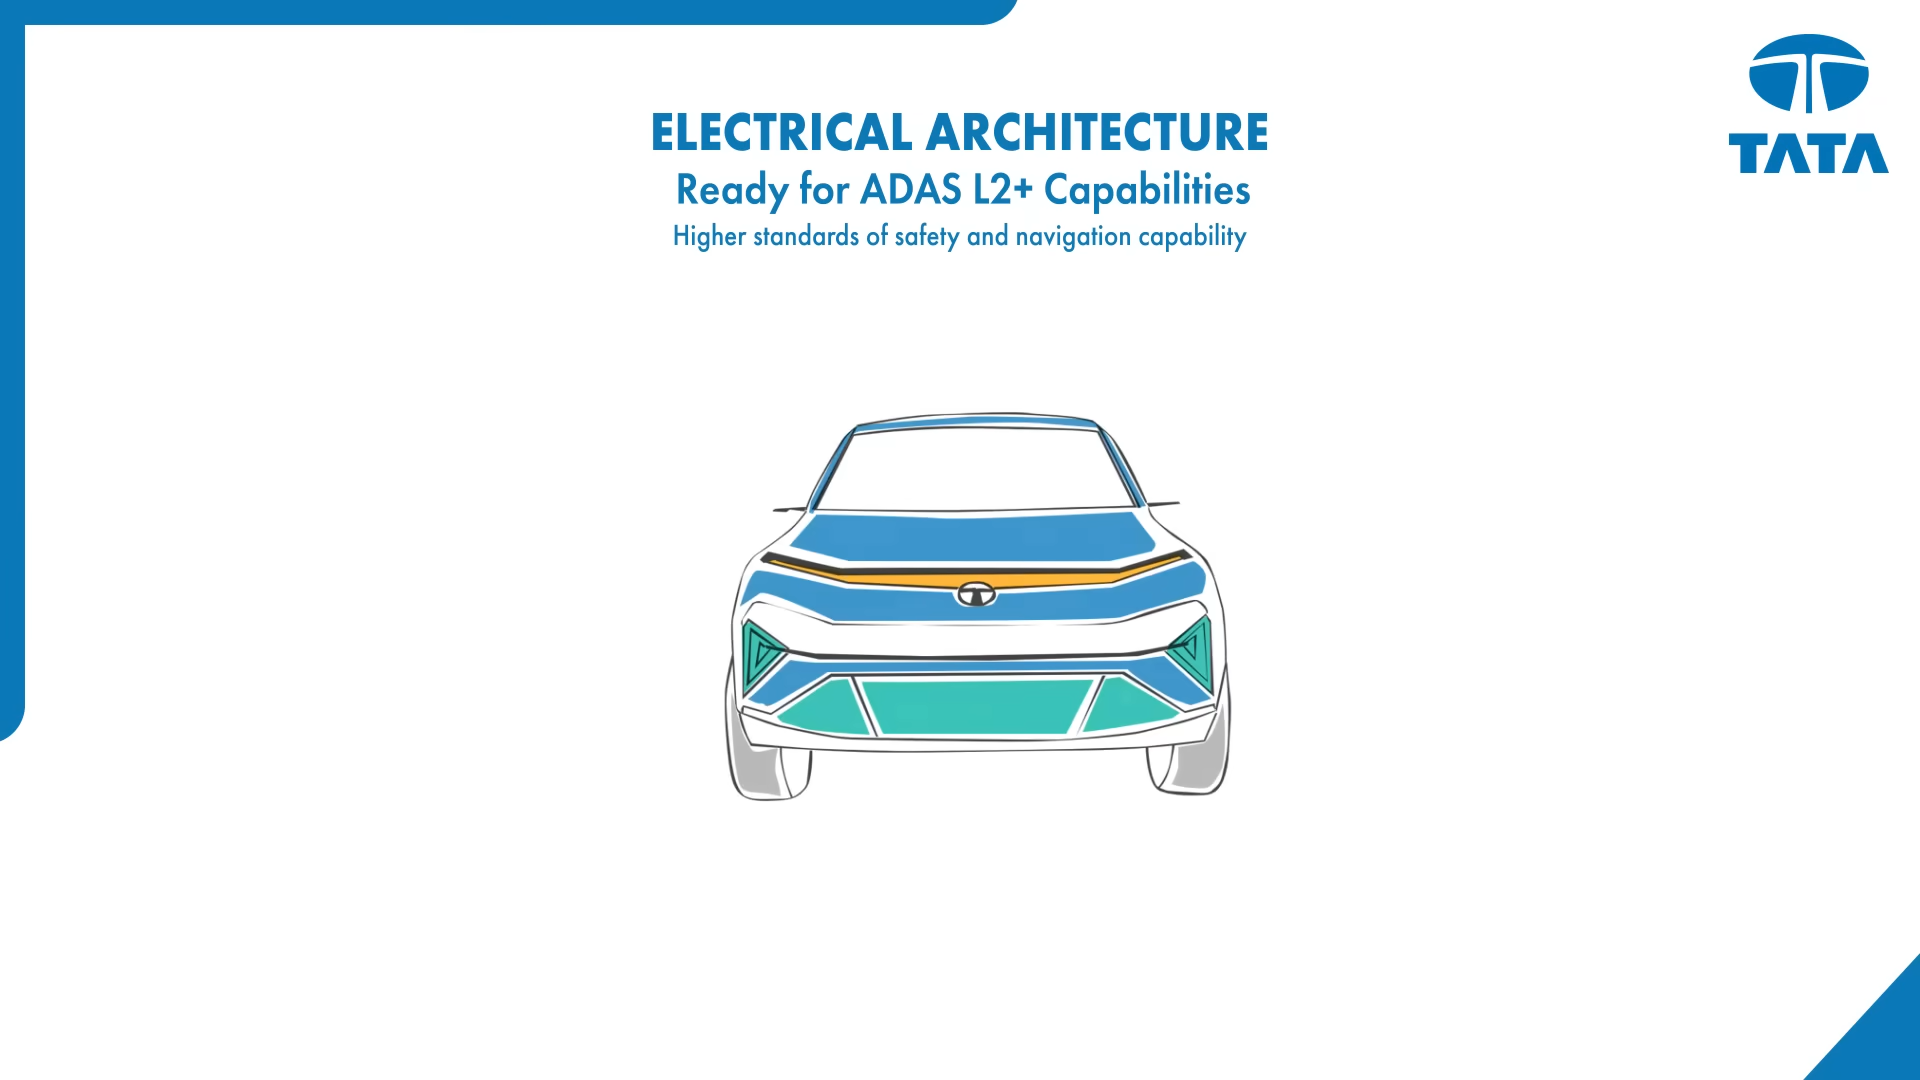 ELECTRICAL ARCHITECTURE
Ready for ADAS L2+ Capabilities
Higher standards of safety and navigation capability
TATA